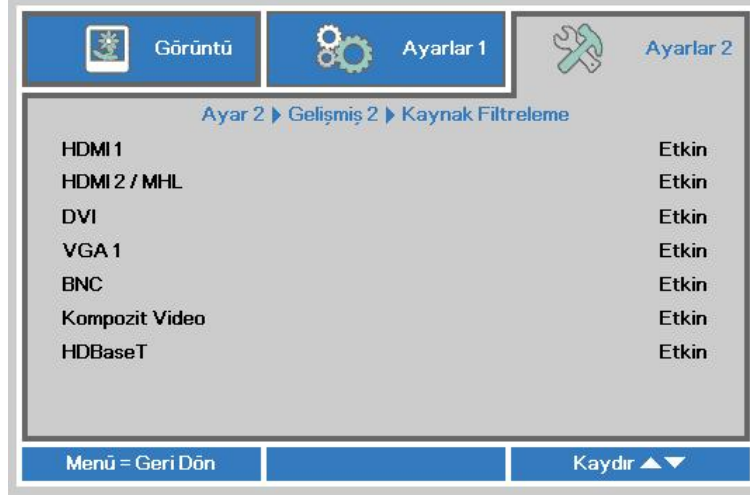 Görüntü
Ayarlar 1
Ayarlar 2
Ayar 2 ▶ Gelişmiş 2 ▶ Kaynak Filtreleme
HDMI 1 Etkin
HDMI 2 / MHL Etkin
DVI Etkin
VGA 1 Etkin
BNC Etkin
Kompozit Video Etkin
HDBaseT Etkin
Menü = Geri Dön
Kaydır ▲▼